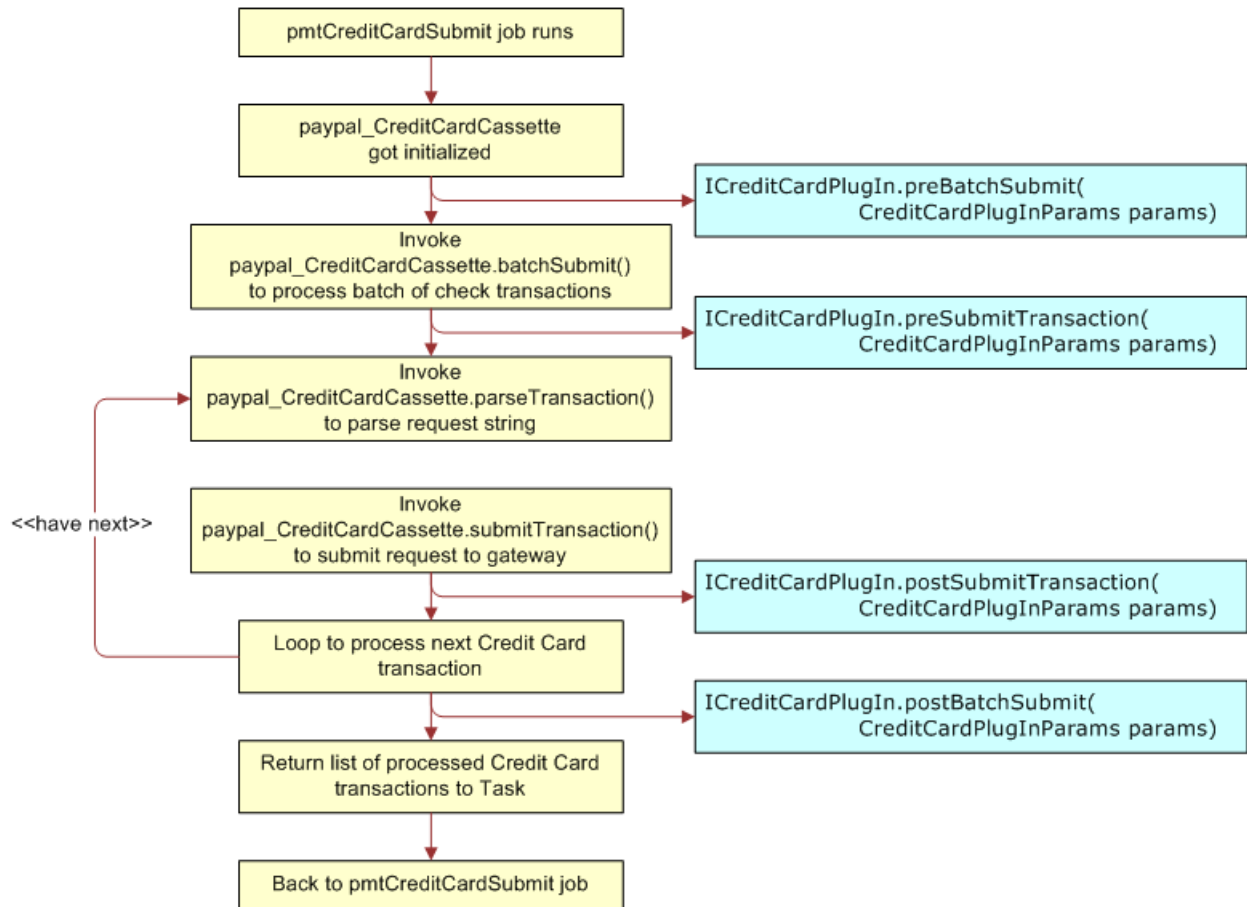 pmtCreditCardSubmit job runs
paypal_CreditCardCassette
got initialized
ICreditCardPlugIn.preBatchSubmit(
CreditCardPlugInParams params)
Invoke
paypal_CreditCardCassette.batchSubmit()
to process batch of check transactions
ICreditCardPlugIn.preSubmitTransaction(
CreditCardPlugInParams params)
Invoke
paypal_CreditCardCassette.parseTransaction()
to parse request string
<<have next>>
Invoke
paypal_CreditCardCassette.submitTransaction()
to submit request to gateway
ICreditCardPlugIn.postSubmitTransaction(
CreditCardPlugInParams params)
Loop to process next Credit Card
transaction
ICreditCardPlugIn.postBatchSubmit(
CreditCardPlugInParams params)
Return list of processed Credit Card
transactions to Task
Back to pmtCreditCardSubmit job